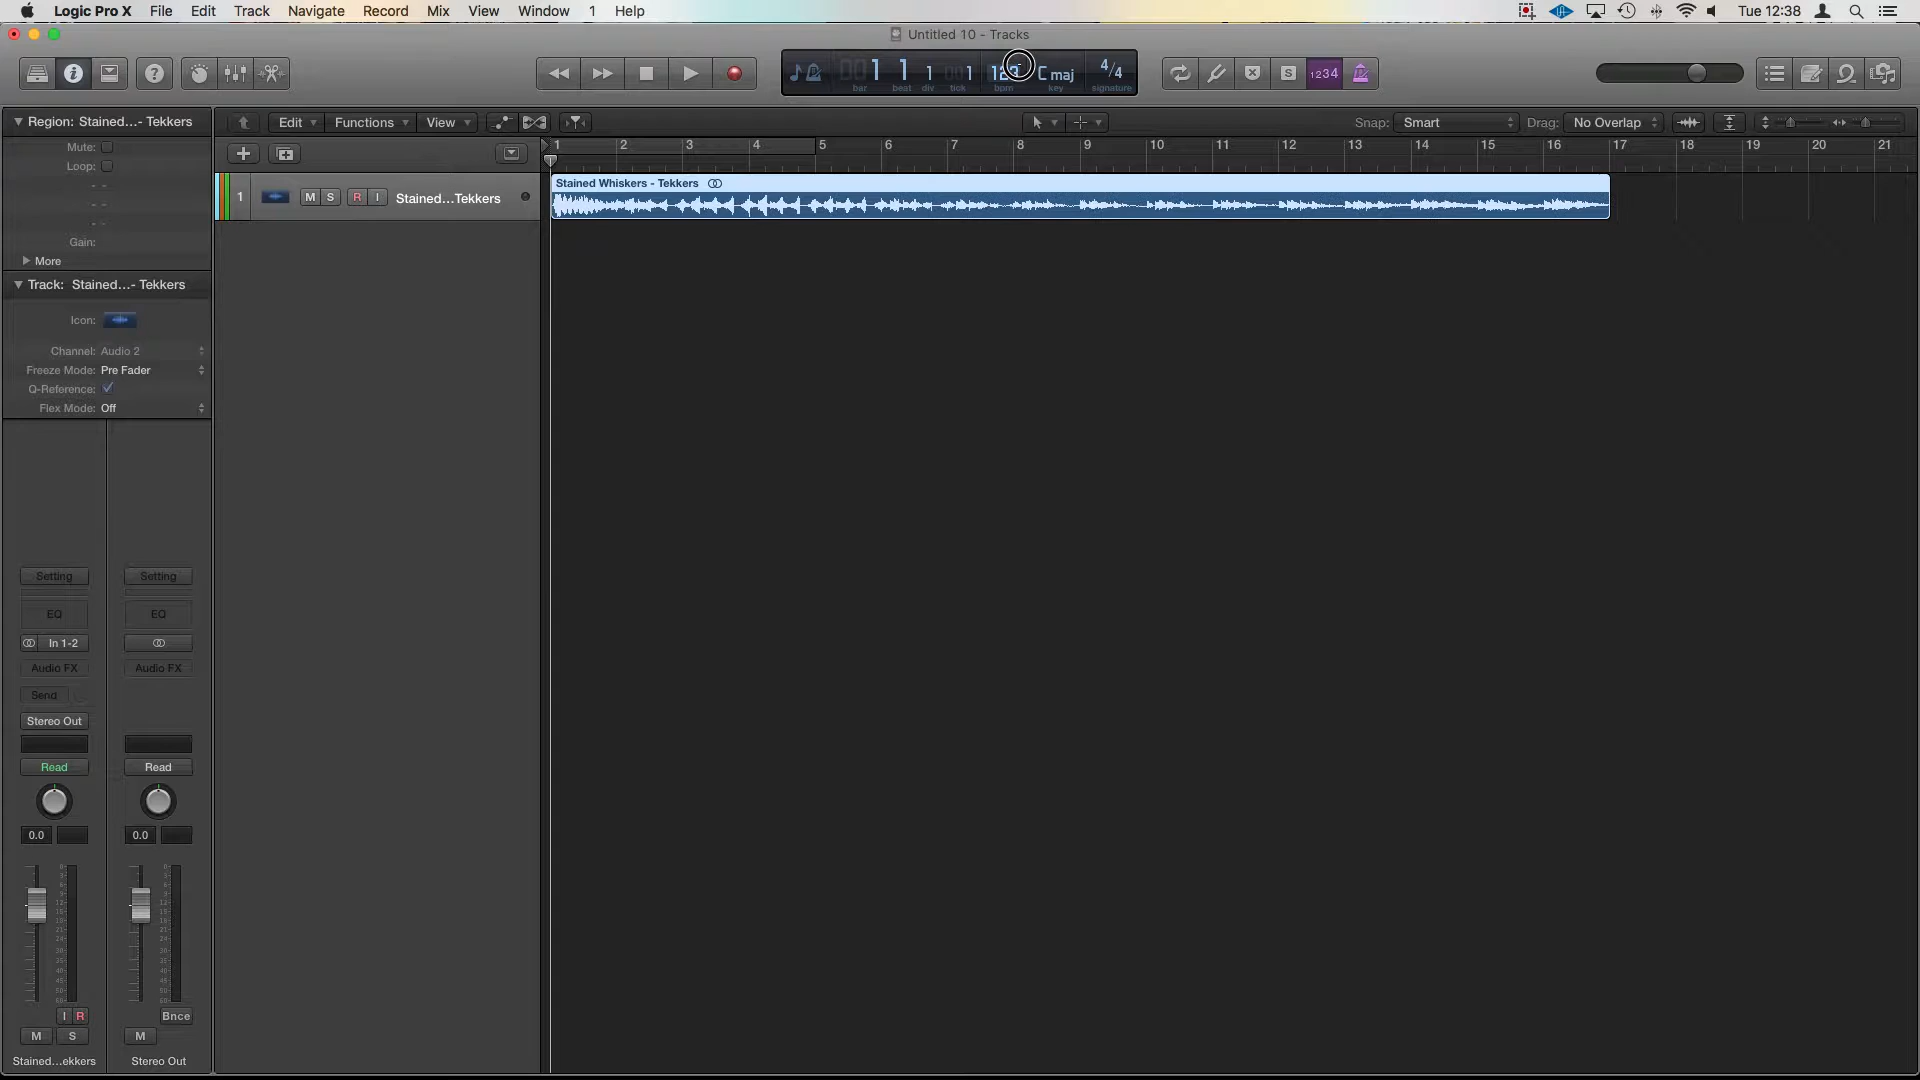 Logic Pro X File Edit Track Navigate Record Mix View Window 1 Help Tue 12:38
Untitled 10 - Tracks
1 1 1 1 C maj 4/4
bar beat div tick bpm key signature
S 1234
Region: Stained...- Tekkers
Edit Functions View Snap: Smart Drag: No Overlap
Mute:
Loop:
1 2 3 4 5 6 7 8 9 10 11 12 13 14 15 16 17 18 19 20 21
Stained Whiskers - Tekkers
1 M S R I Stained...Tekkers
Gain:
More
Track: Stained...- Tekkers
Icon:
Channel: Audio 2
Freeze Mode: Pre Fader
Q-Reference:
Flex Mode: Off
Setting Setting
EQ EQ
In 1-2
Audio FX Audio FX
Send
Stereo Out
Read Read
0.0 0.0
I R Bnce
M S M
Stained...ekkers Stereo Out